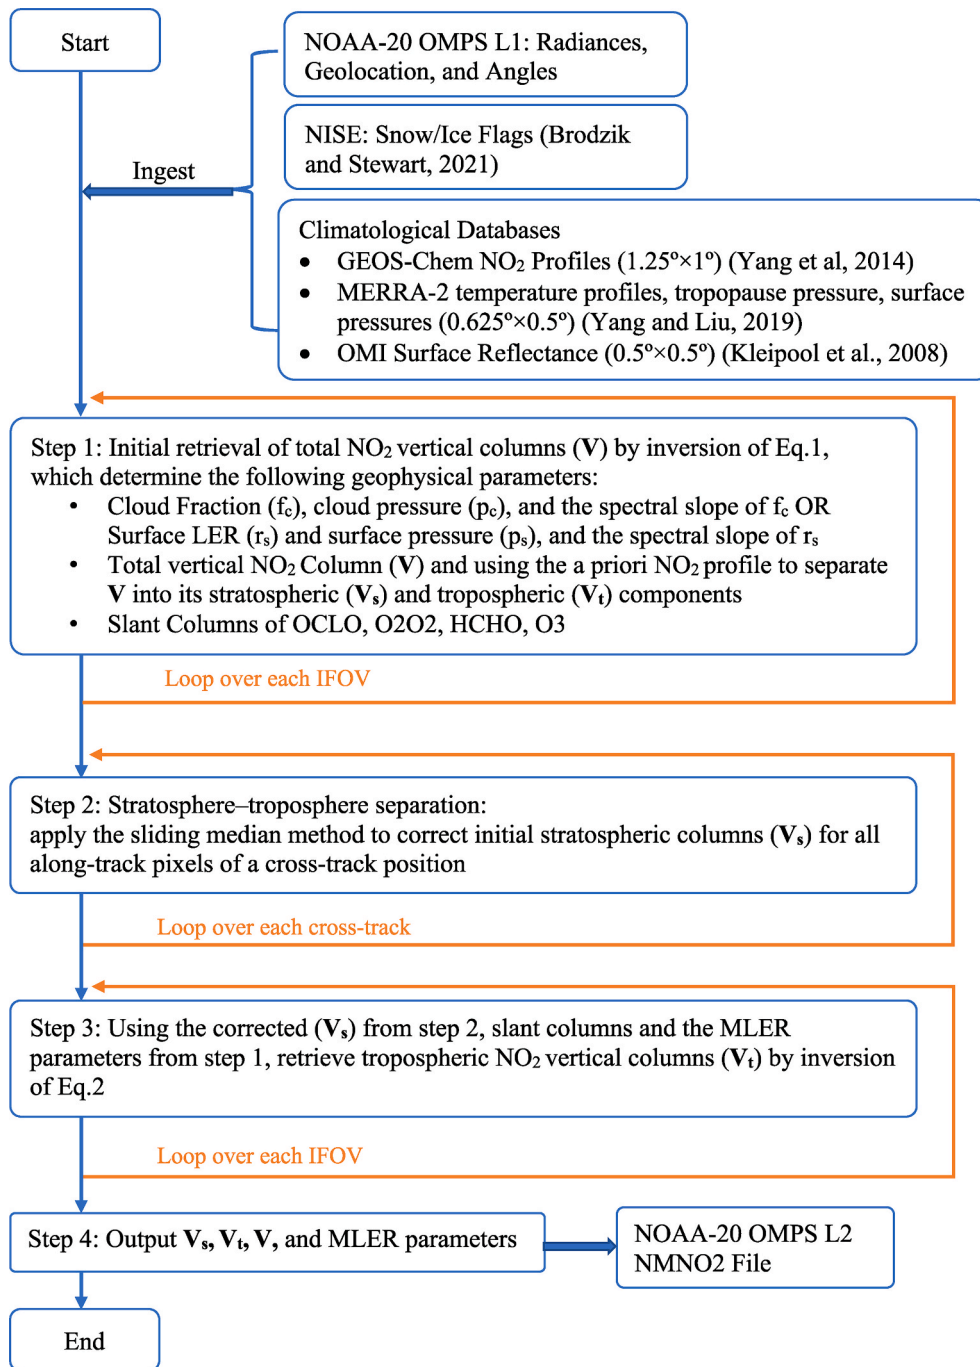 Start
NOAA-20 OMPS L1: Radiances,
Geolocation, and Angles
NISE: Snow/Ice Flags (Brodzik
and Stewart, 2021)
Ingest
Climatological Databases
• GEOS-Chem NO₂ Profiles (1.25º×1º) (Yang et al, 2014)
• MERRA-2 temperature profiles, tropopause pressure, surface
pressures (0.625º×0.5º) (Yang and Liu, 2019)
• OMI Surface Reflectance (0.5º×0.5º) (Kleipool et al., 2008)
Step 1: Initial retrieval of total NO₂ vertical columns (V) by inversion of Eq.1,
which determine the following geophysical parameters:
• Cloud Fraction (fc), cloud pressure (pc), and the spectral slope of fc OR
Surface LER (rs) and surface pressure (ps), and the spectral slope of rs
• Total vertical NO₂ Column (V) and using the a priori NO₂ profile to separate
V into its stratospheric (Vs) and tropospheric (Vt) components
• Slant Columns of OCLO, O2O2, HCHO, O3
Loop over each IFOV
Step 2: Stratosphere–troposphere separation:
apply the sliding median method to correct initial stratospheric columns (Vs) for all
along-track pixels of a cross-track position
Loop over each cross-track
Step 3: Using the corrected (Vs) from step 2, slant columns and the MLER
parameters from step 1, retrieve tropospheric NO₂ vertical columns (Vt) by inversion
of Eq.2
Loop over each IFOV
Step 4: Output Vs, Vt, V, and MLER parameters
NOAA-20 OMPS L2
NMNO2 File
End